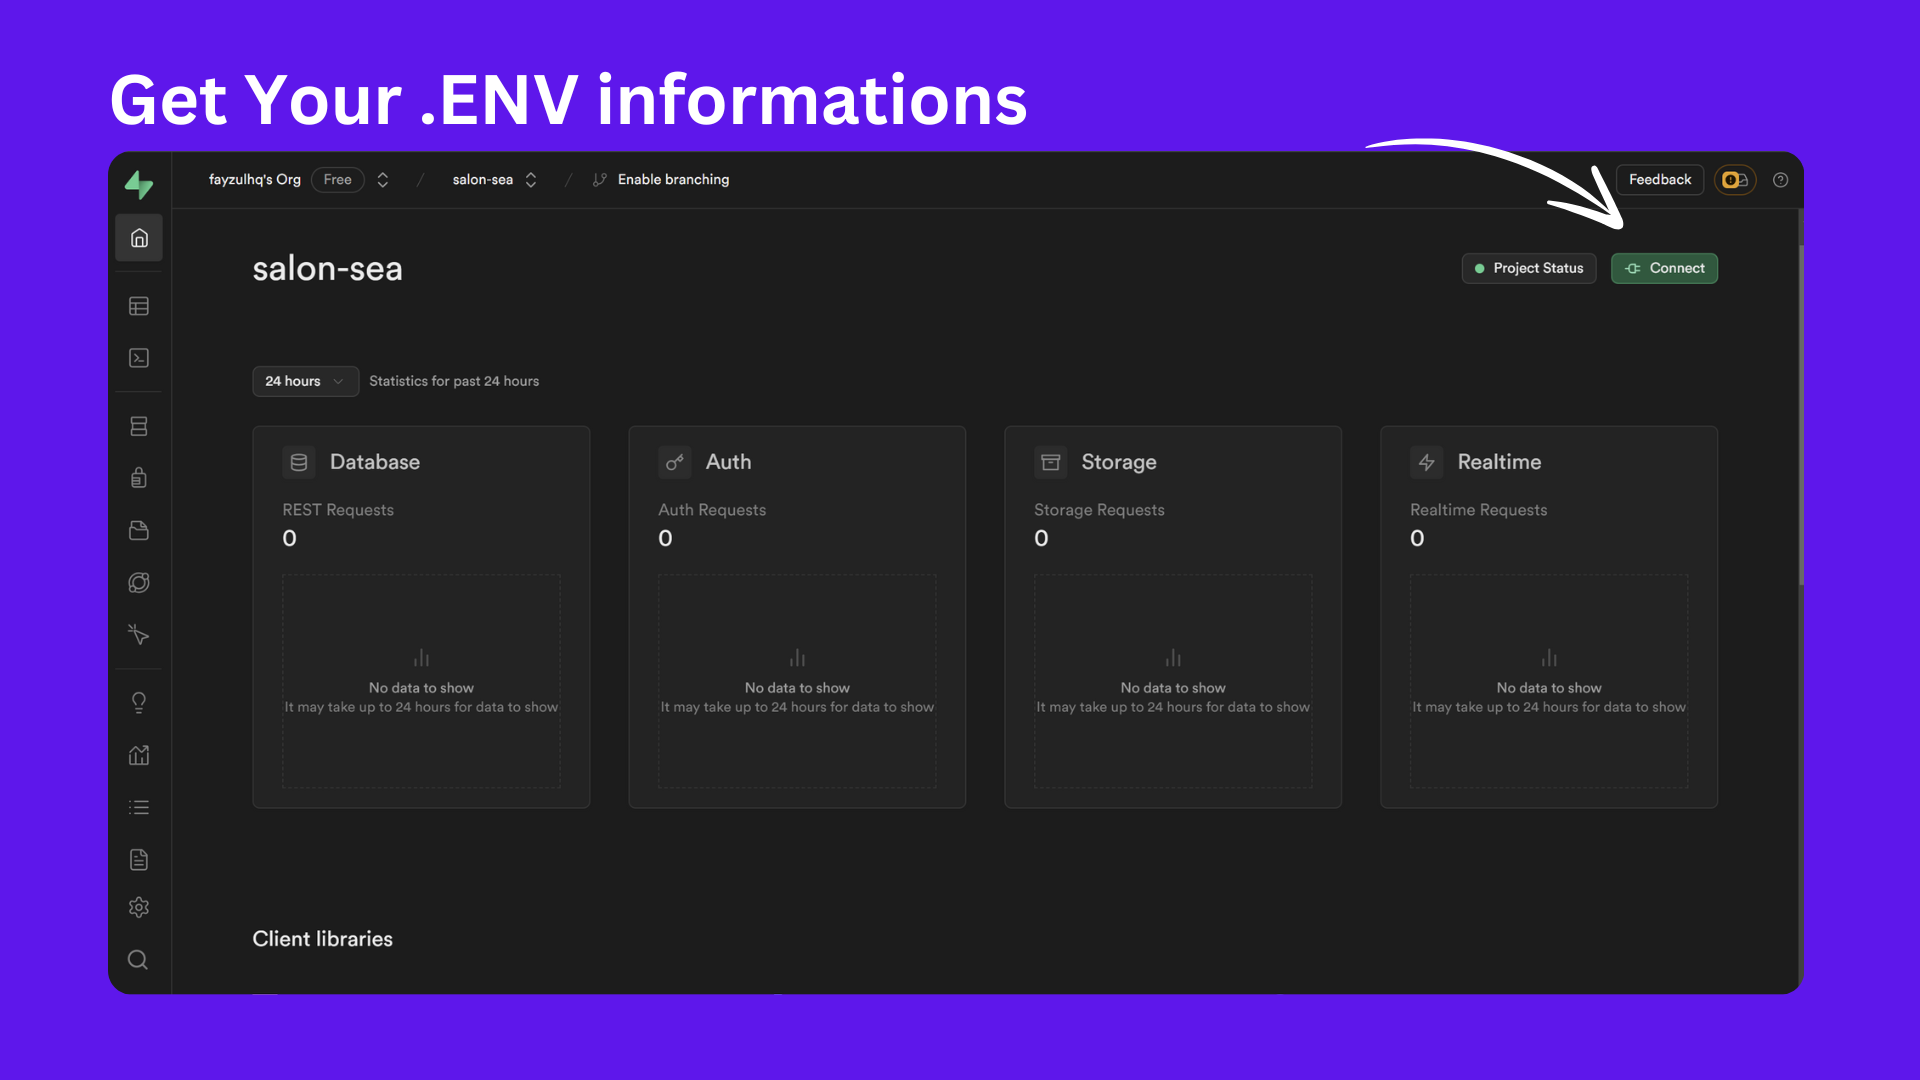 Get Your .ENV informations
fayzulhq's Org Free / salon-sea / Enable branching Feedback
salon-sea Project Status Connect
24 hours Statistics for past 24 hours
Database
REST Requests
0
No data to show
It may take up to 24 hours for data to show
Auth
Auth Requests
0
No data to show
It may take up to 24 hours for data to show
Storage
Storage Requests
0
No data to show
It may take up to 24 hours for data to show
Realtime
Realtime Requests
0
No data to show
It may take up to 24 hours for data to show
Client libraries